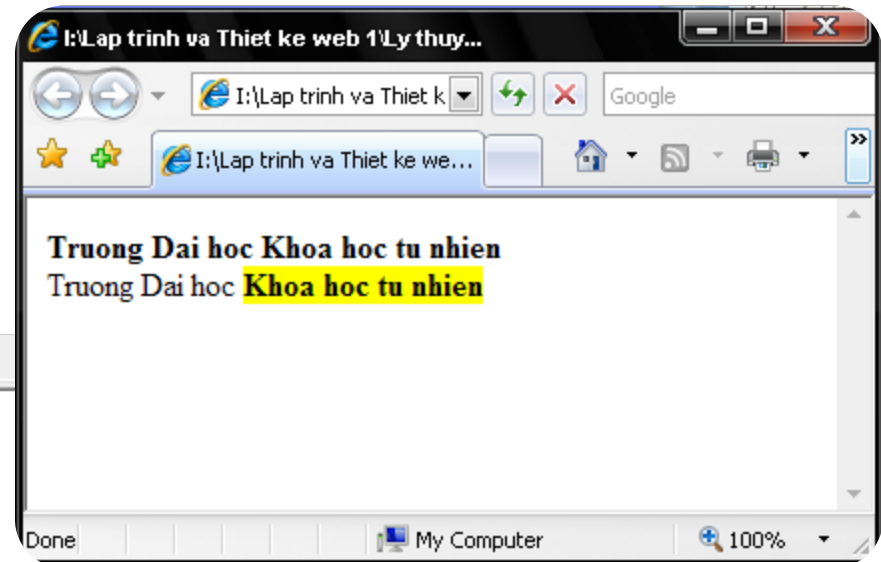 I:\Lap trinh va Thiet ke web 1\Ly thuy...
I:\Lap trinh va Thiet k
Google
I:\Lap trinh va Thiet ke we...
»
Truong Dai hoc Khoa hoc tu nhien
Truong Dai hoc Khoa hoc tu nhien
Done
My Computer
100%